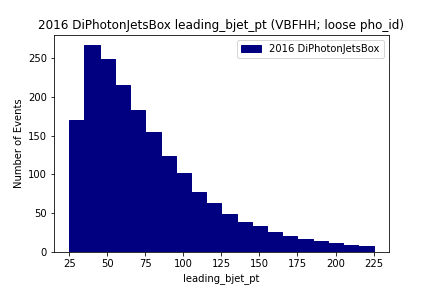 2016 DiPhotonJetsBox leading_bjet_pt (VBFHH; loose pho_id)
2016 DiPhotonJetsBox
Number of Events
250
200
150
100
50
0
25 50 75 100 125 150 175 200 225
leading_bjet_pt